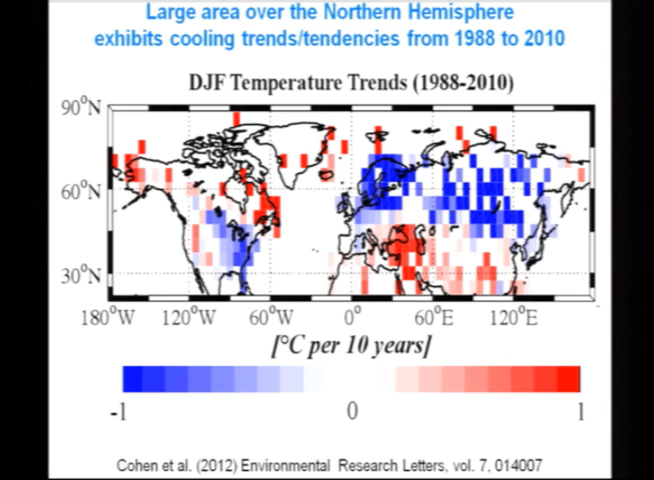 Large area over the Northern Hemisphere
exhibits cooling trends/tendencies from 1988 to 2010
DJF Temperature Trends (1988-2010)
90°N
60°N
30°N
180°W 120°W 60°W 0° 60°E 120°E
[°C per 10 years]
-1 0 1
Cohen et al. (2012) Environmental Research Letters, vol. 7, 014007